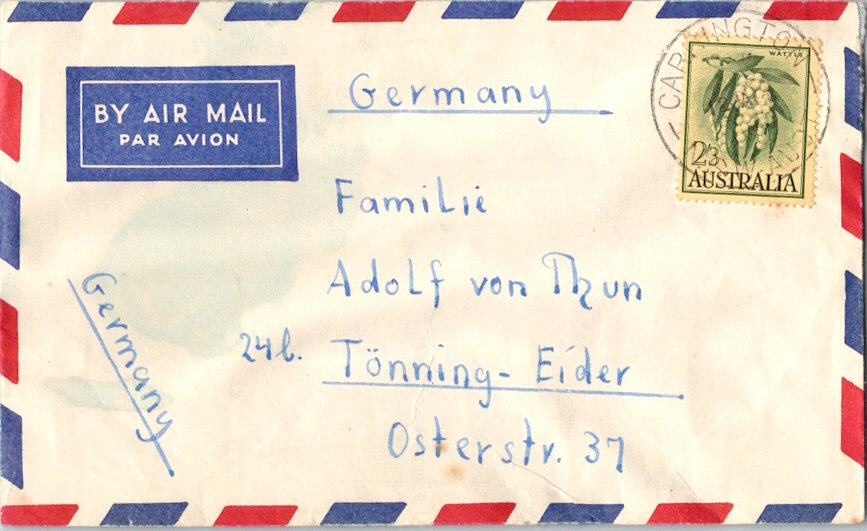 Germany
BY AIR MAIL
PAR AVION
CARRINGTON
WATTLE
2/3
AUSTRALIA
Familie
Adolf von Thun
24b. Tönning-Eider
Osterstr. 37
Germany